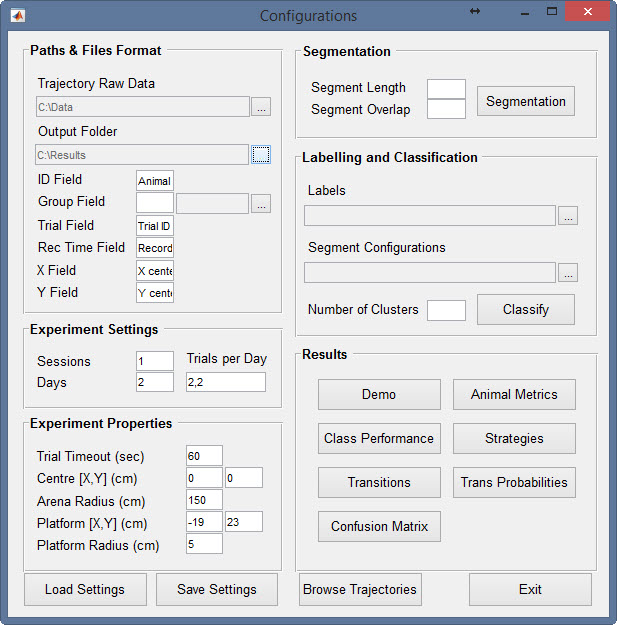 Configurations
Paths & Files Format
Trajectory Raw Data
C:\Data
...
Output Folder
C:\Results
...
ID Field
Animal
Group Field
...
Trial Field
Trial ID
Rec Time Field
Record
X Field
X cente
Y Field
Y cente
Experiment Settings
Sessions
1
Trials per Day
Days
2
2,2
Experiment Properties
Trial Timeout (sec)
60
Centre [X,Y] (cm)
0
0
Arena Radius (cm)
150
Platform [X,Y] (cm)
-19
23
Platform Radius (cm)
5
Load Settings
Save Settings
Segmentation
Segment Length
Segment Overlap
Segmentation
Labelling and Classification
Labels
...
Segment Configurations
...
Number of Clusters
Classify
Results
Demo
Animal Metrics
Class Performance
Strategies
Transitions
Trans Probabilities
Confusion Matrix
Browse Trajectories
Exit